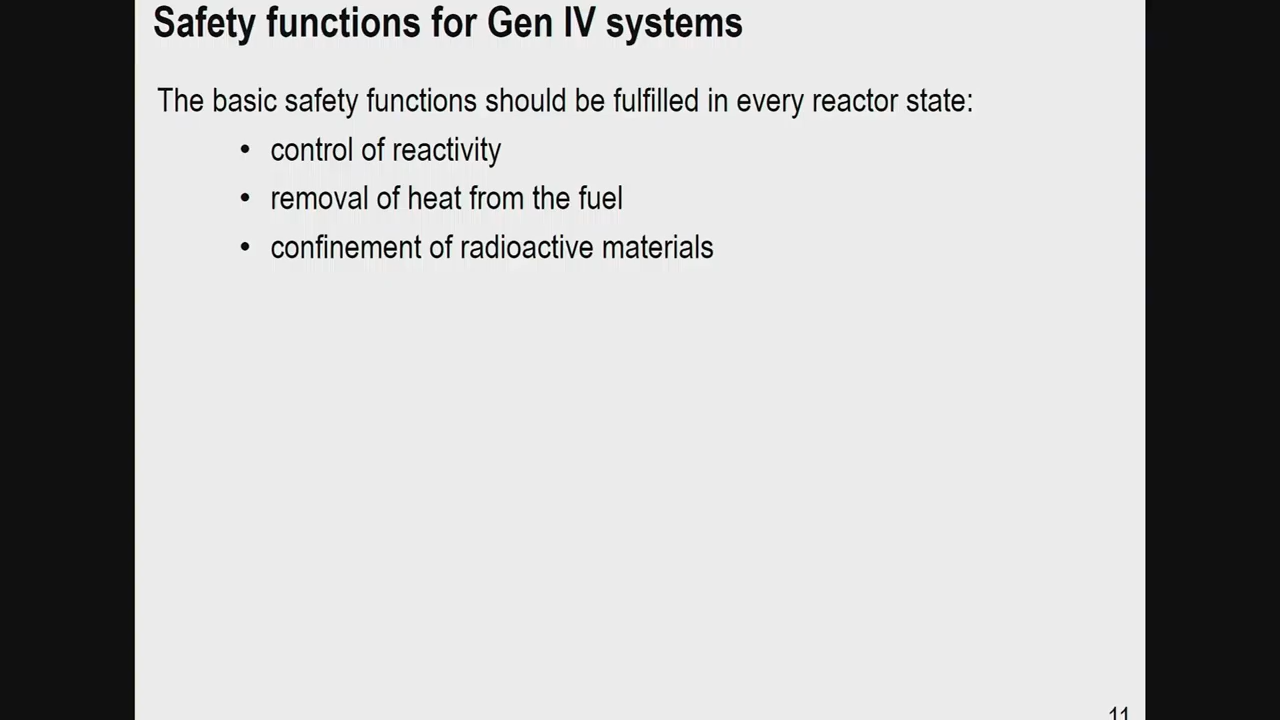 Safety functions for Gen IV systems
The basic safety functions should be fulfilled in every reactor state:
• control of reactivity
• removal of heat from the fuel
• confinement of radioactive materials
11